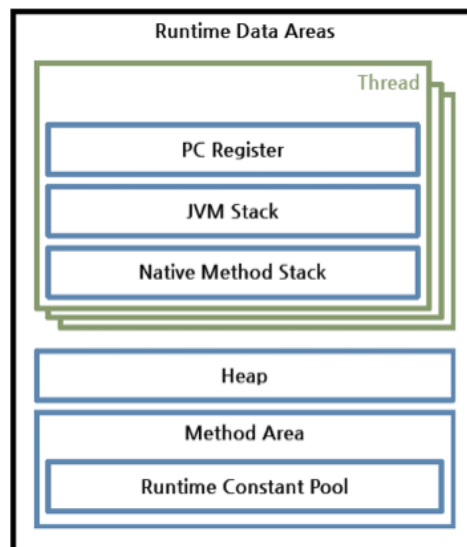 Runtime Data Areas
Thread
PC Register
JVM Stack
Native Method Stack
Heap
Method Area
Runtime Constant Pool